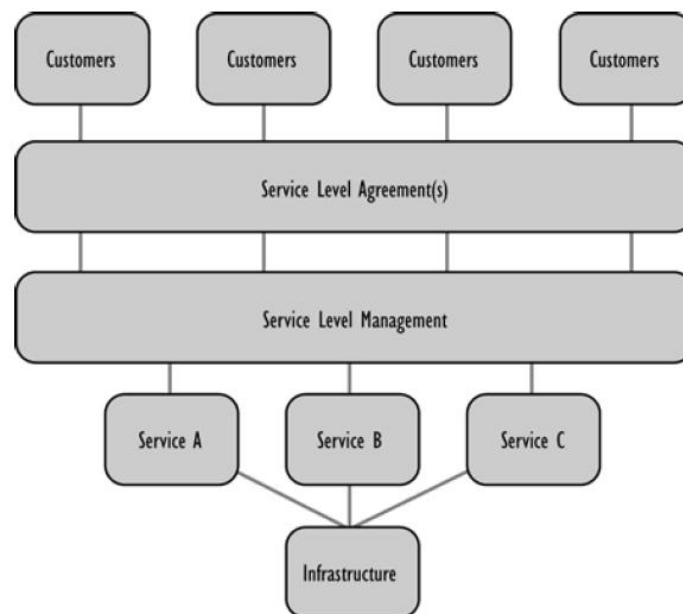 Customers
Customers
Customers
Customers
Service Level Agreement(s)
Service Level Management
Service A
Service B
Service C
Infrastructure